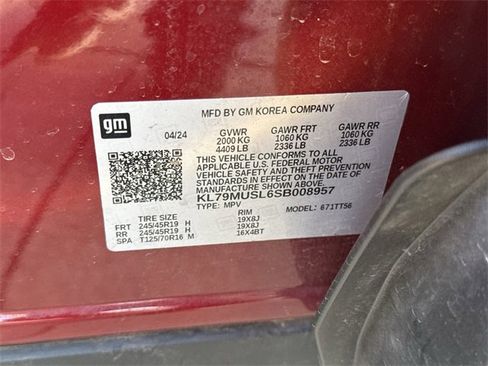 gm
MFD BY GM KOREA COMPANY
04/24 GVWR GAWR FRT GAWR RR
2000 KG 1060 KG 1060 KG
4409 LB 2336 LB 2336 LB
THIS VEHICLE CONFORMS TO ALL
APPLICABLE U.S. FEDERAL MOTOR
VEHICLE SAFETY AND THEFT PREVENTION
STANDARDS IN EFFECT ON THE DATE OF
MANUFACTURE SHOWN ABOVE.
KL79MUSL6SB008957
TYPE: MPV MODEL: 671TT56
TIRE SIZE RIM
FRT 245/45R19 H 19X8J
RR 245/45R19 H 19X8J
SPA T125/70R16 M 16X4BT